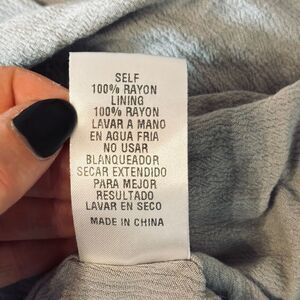 SELF
100% RAYON
LINING
100% RAYON
LAVAR A MANO
EN AGUA FRIA
NO USAR
BLANQUEADOR
SECAR EXTENDIDO
PARA MEJOR
RESULTADO
LAVAR EN SECO
MADE IN CHINA